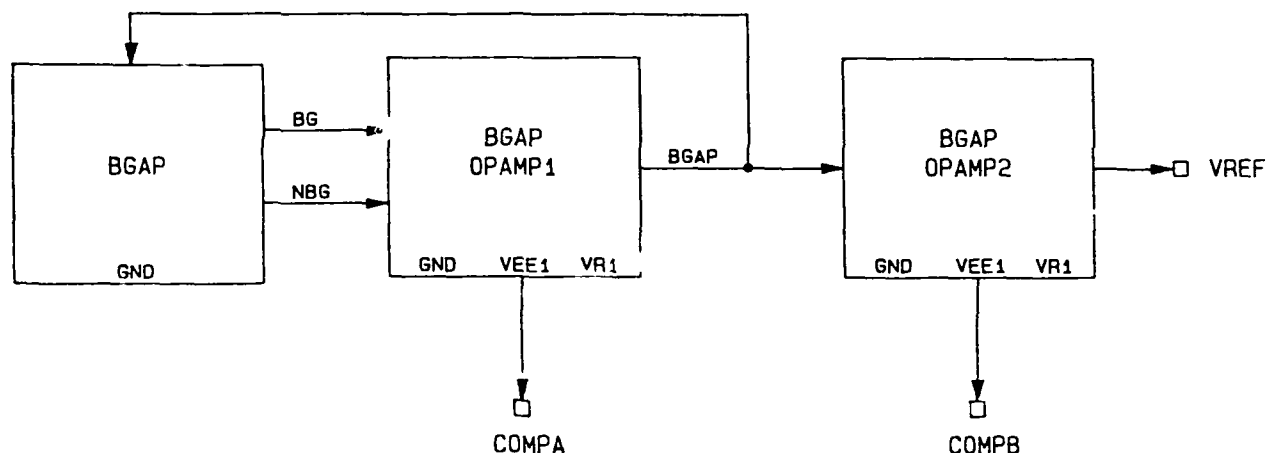 BGAP
GND
BG
NBG
BGAP
OPAMP1
GND VEE1 VR1
COMPA
BGAP
BGAP
OPAMP2
GND VEE1 VR1
COMPB
VREF